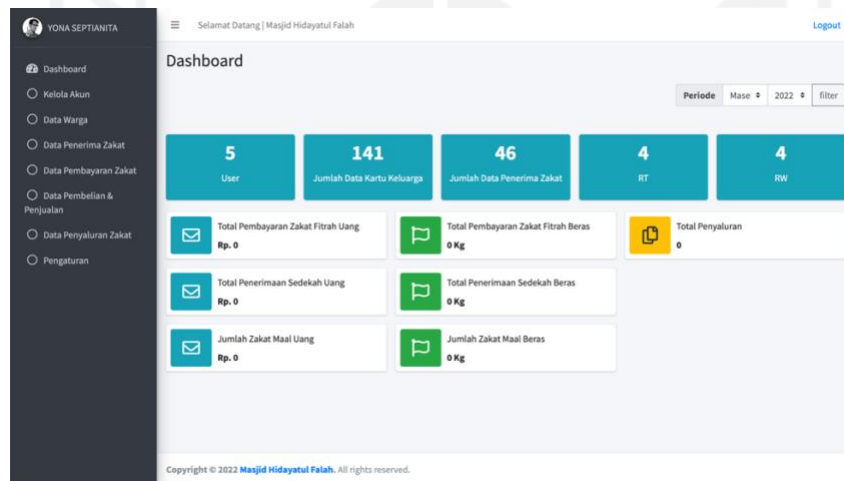 YONA SEPTIANITA
Selamat Datang | Masjid Hidayatul Falah
Logout
Dashboard
Kelola Akun
Data Warga
Data Penerima Zakat
Data Pembayaran Zakat
Data Pembelian &
Penjualan
Data Penyaluran Zakat
Pengaturan
Dashboard
Periode
Mase
2022
filter
5
User
141
Jumlah Data Kartu Keluarga
46
Jumlah Data Penerima Zakat
4
RT
4
RW
Total Pembayaran Zakat Fitrah Uang
Rp. 0
Total Pembayaran Zakat Fitrah Beras
0 Kg
Total Penyaluran
0
Total Penerimaan Sedekah Uang
Rp. 0
Total Penerimaan Sedekah Beras
0 Kg
Jumlah Zakat Maal Uang
Rp. 0
Jumlah Zakat Maal Beras
0 Kg
Copyright © 2022 Masjid Hidayatul Falah. All rights reserved.